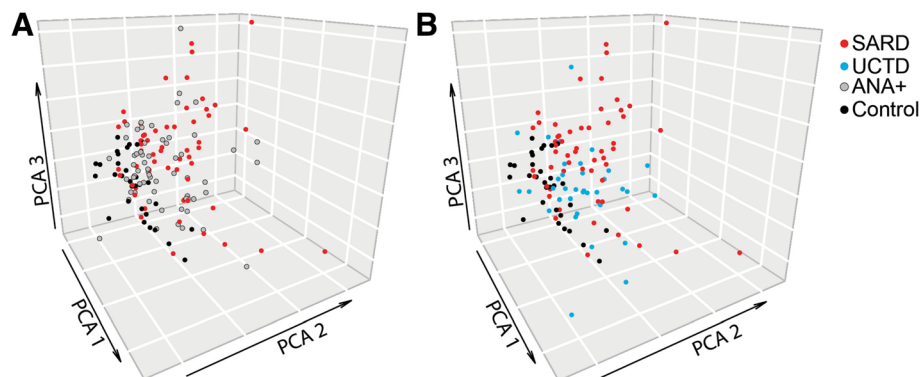 A
B
SARD
UCTD
ANA+
Control
PCA 3
PCA 1
PCA 2
PCA 3
PCA 1
PCA 2